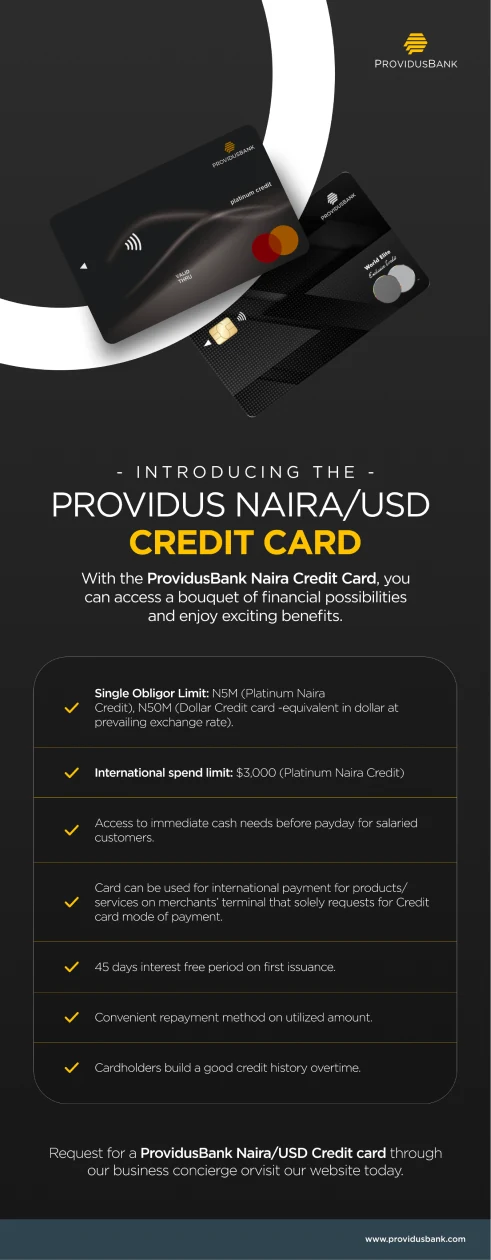 PROVIDUSBANK
PROVIDUSBANK
platinum credit
VALID
THRU
PROVIDUSBANK
World Elite
Exclusive Credit
- INTRODUCING THE -
PROVIDUS NAIRA/USD
CREDIT CARD
With the ProvidusBank Naira Credit Card, you
can access a bouquet of financial possibilities
and enjoy exciting benefits.
Single Obligor Limit: N5M (Platinum Naira
Credit), N50M (Dollar Credit card -equivalent in dollar at
prevailing exchange rate).
International spend limit: $3,000 (Platinum Naira Credit)
Access to immediate cash needs before payday for salaried
customers.
Card can be used for international payment for products/
services on merchants' terminal that solely requests for Credit
card mode of payment.
45 days interest free period on first issuance.
Convenient repayment method on utilized amount.
Cardholders build a good credit history overtime.
Request for a ProvidusBank Naira/USD Credit card through
our business concierge orvisit our website today.
www.providusbank.com